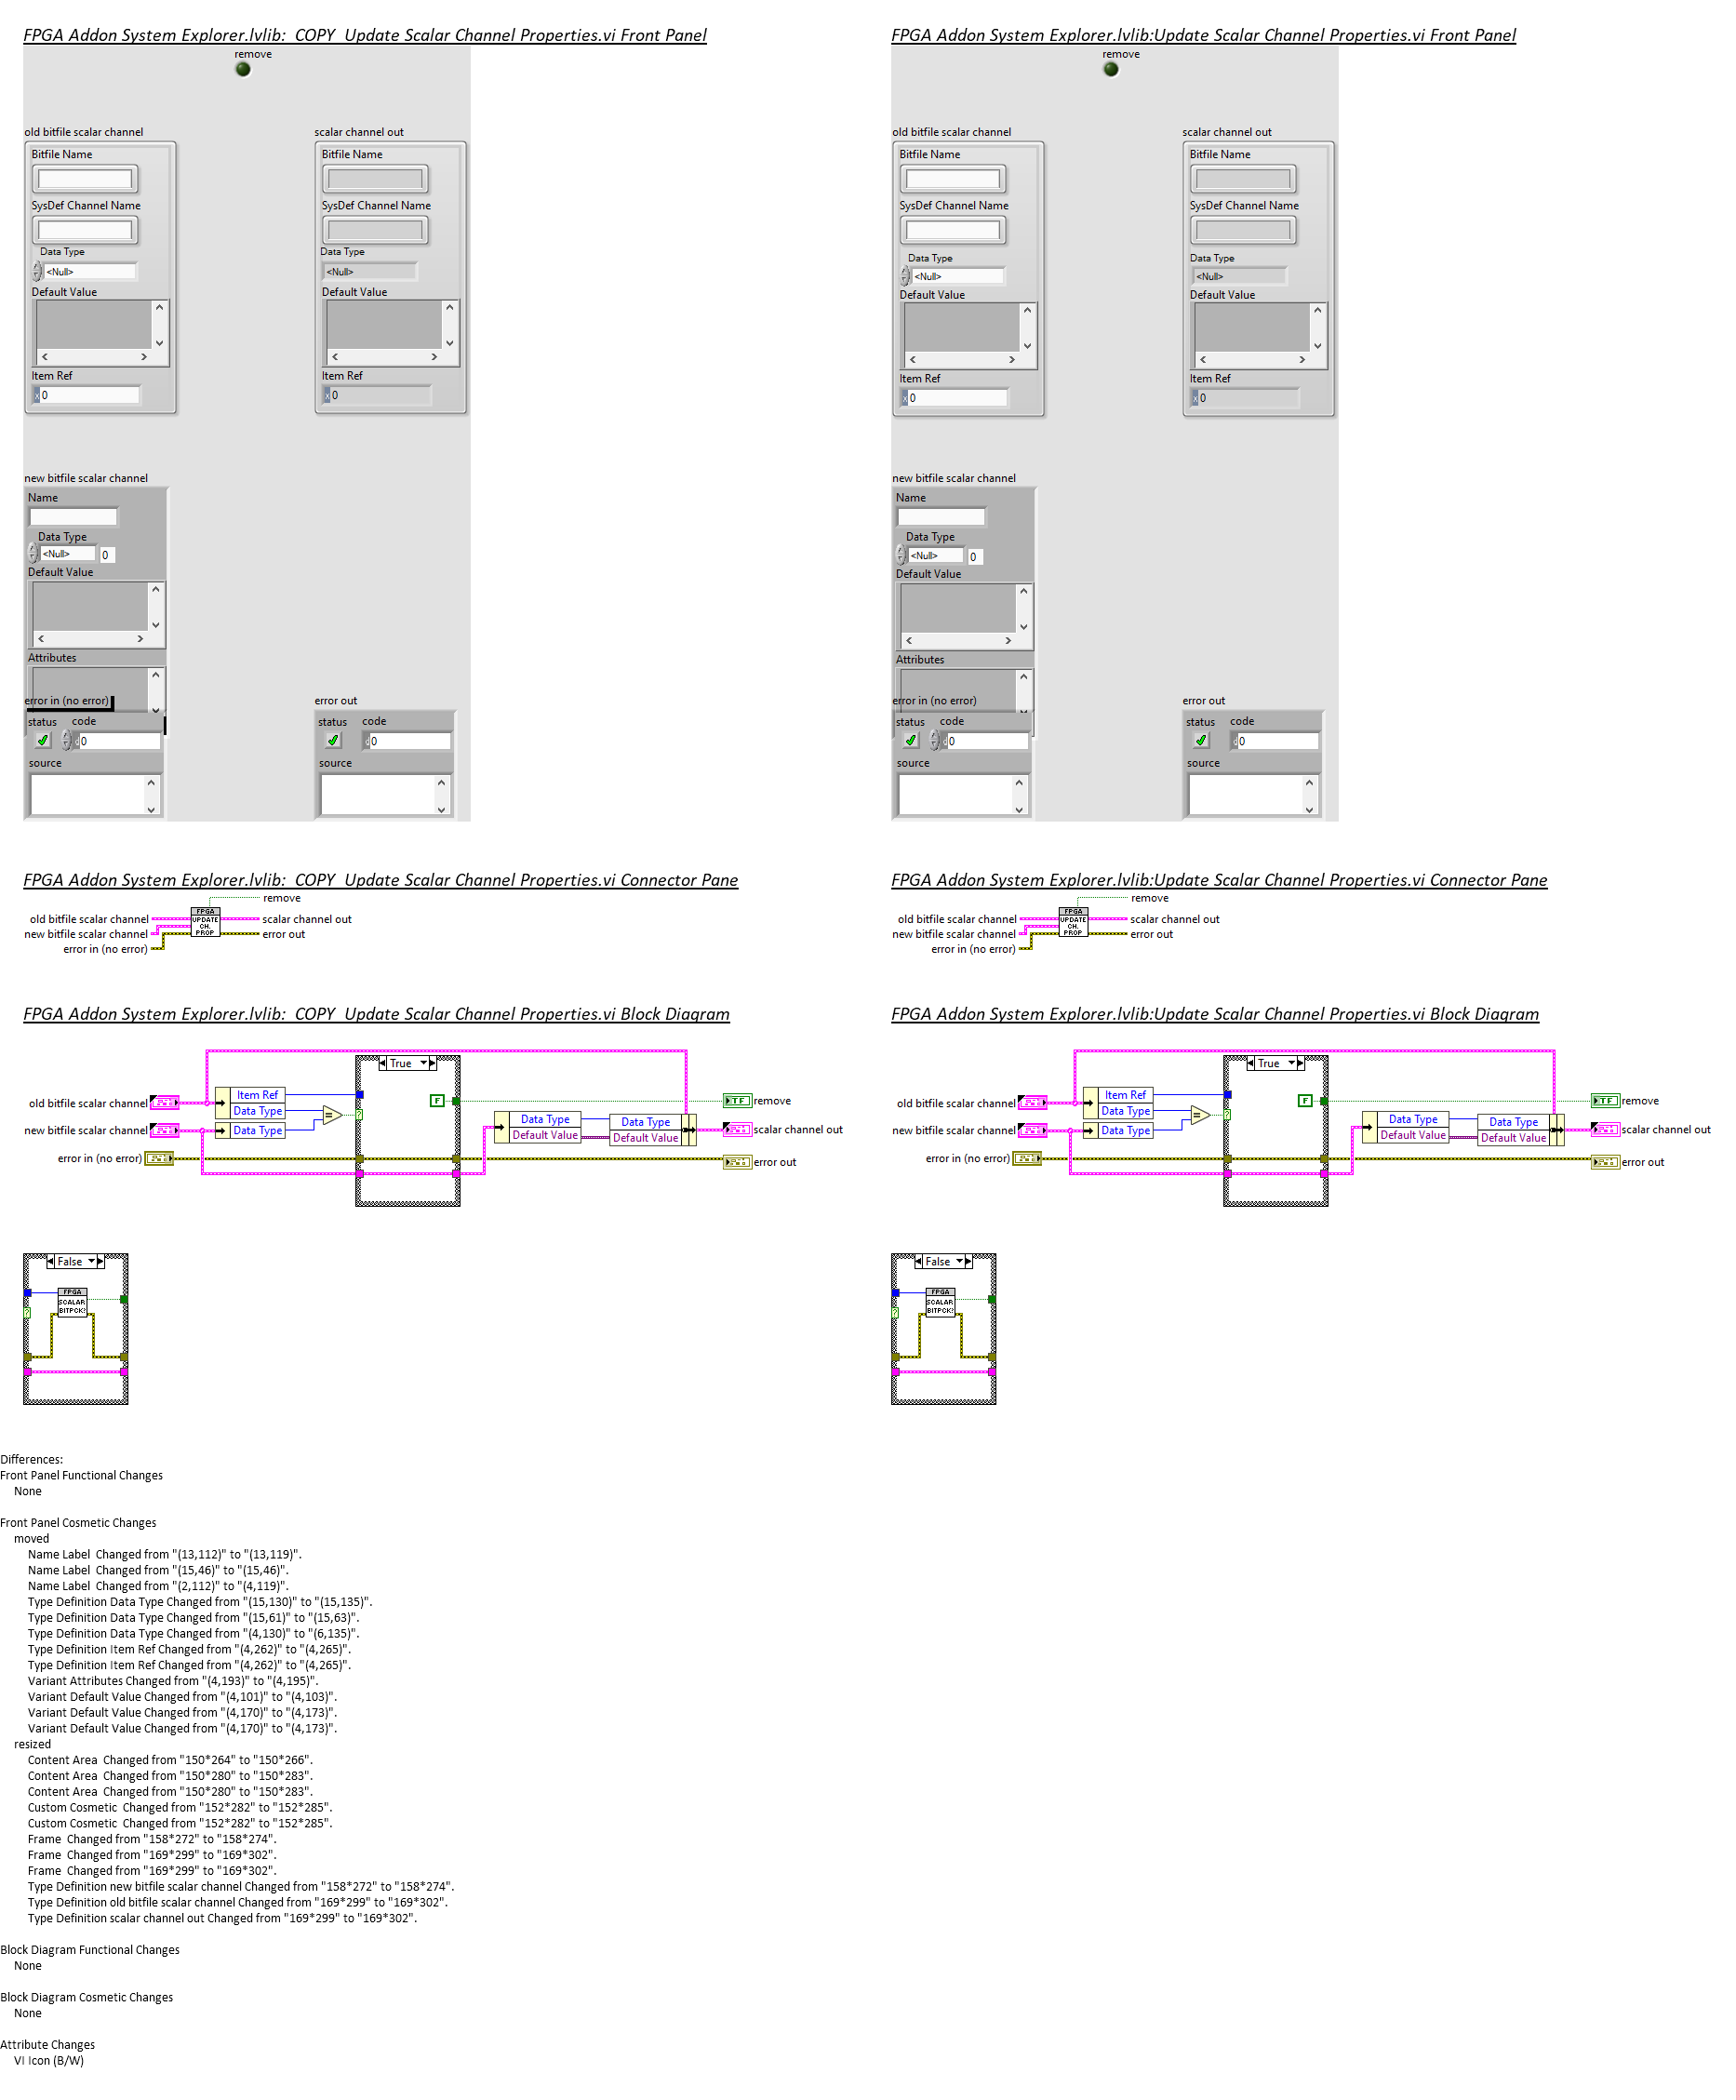 FPGA Addon System Explorer.lvlib:  COPY  Update Scalar Channel Properties.vi Front Panel
remove
old bitfile scalar channel
scalar channel out
Bitfile Name
Bitfile Name
SysDef Channel Name
SysDef Channel Name
Data Type
Data Type
<Null>
<Null>
Default Value
Default Value
Item Ref
Item Ref
x 0
x 0
new bitfile scalar channel
Name
Data Type
<Null> 0
Default Value
Attributes
error in (no error)
error out
status code
status code
d 0
d 0
source
source
FPGA Addon System Explorer.lvlib:Update Scalar Channel Properties.vi Front Panel
remove
old bitfile scalar channel
scalar channel out
Bitfile Name
Bitfile Name
SysDef Channel Name
SysDef Channel Name
Data Type
Data Type
<Null>
<Null>
Default Value
Default Value
Item Ref
Item Ref
x 0
x 0
new bitfile scalar channel
Name
Data Type
<Null> 0
Default Value
Attributes
error in (no error)
error out
status code
status code
d 0
d 0
source
source
FPGA Addon System Explorer.lvlib:  COPY  Update Scalar Channel Properties.vi Connector Pane
remove
old bitfile scalar channel
new bitfile scalar channel
error in (no error)
FPGA
UPDATE
CH.
PROP
scalar channel out
error out
FPGA Addon System Explorer.lvlib:Update Scalar Channel Properties.vi Connector Pane
remove
old bitfile scalar channel
new bitfile scalar channel
error in (no error)
FPGA
UPDATE
CH.
PROP
scalar channel out
error out
FPGA Addon System Explorer.lvlib:  COPY  Update Scalar Channel Properties.vi Block Diagram
True
old bitfile scalar channel
new bitfile scalar channel
error in (no error)
Item Ref
Data Type
Data Type
=
?
F
Data Type
Default Value
Data Type
Default Value
TF
remove
scalar channel out
error out
False
?
FPGA
SCALAR
BITPCK?
FPGA Addon System Explorer.lvlib:Update Scalar Channel Properties.vi Block Diagram
True
old bitfile scalar channel
new bitfile scalar channel
error in (no error)
Item Ref
Data Type
Data Type
=
?
F
Data Type
Default Value
Data Type
Default Value
TF
remove
scalar channel out
error out
False
?
FPGA
SCALAR
BITPCK?
Differences:
Front Panel Functional Changes
None
Front Panel Cosmetic Changes
moved
Name Label  Changed from "(13,112)" to "(13,119)".
Name Label  Changed from "(15,46)" to "(15,46)".
Name Label  Changed from "(2,112)" to "(4,119)".
Type Definition Data Type Changed from "(15,130)" to "(15,135)".
Type Definition Data Type Changed from "(15,61)" to "(15,63)".
Type Definition Data Type Changed from "(4,130)" to "(6,135)".
Type Definition Item Ref Changed from "(4,262)" to "(4,265)".
Type Definition Item Ref Changed from "(4,262)" to "(4,265)".
Variant Attributes Changed from "(4,193)" to "(4,195)".
Variant Default Value Changed from "(4,101)" to "(4,103)".
Variant Default Value Changed from "(4,170)" to "(4,173)".
Variant Default Value Changed from "(4,170)" to "(4,173)".
resized
Content Area  Changed from "150*264" to "150*266".
Content Area  Changed from "150*280" to "150*283".
Content Area  Changed from "150*280" to "150*283".
Custom Cosmetic  Changed from "152*282" to "152*285".
Custom Cosmetic  Changed from "152*282" to "152*285".
Frame  Changed from "158*272" to "158*274".
Frame  Changed from "169*299" to "169*302".
Frame  Changed from "169*299" to "169*302".
Type Definition new bitfile scalar channel Changed from "158*272" to "158*274".
Type Definition old bitfile scalar channel Changed from "169*299" to "169*302".
Type Definition scalar channel out Changed from "169*299" to "169*302".
Block Diagram Functional Changes
None
Block Diagram Cosmetic Changes
None
Attribute Changes
VI Icon (B/W)